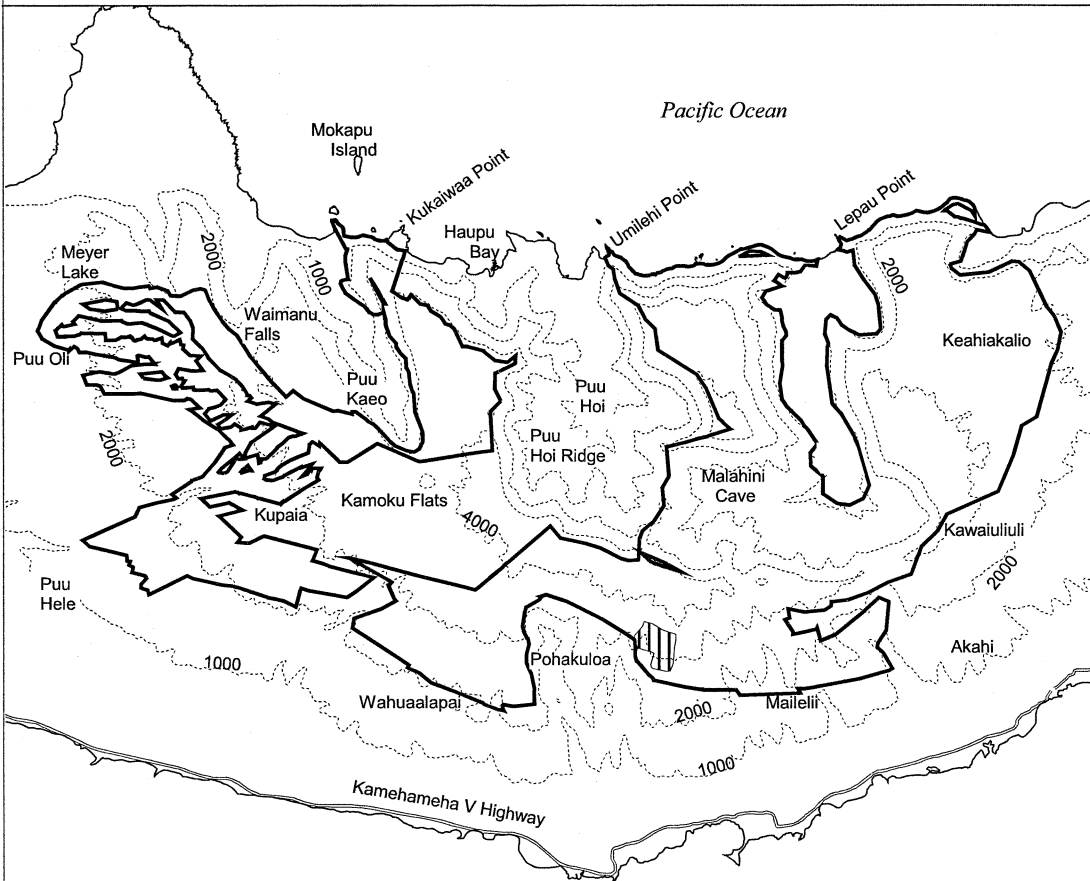 Pacific Ocean
Mokapu
Island
Kukaiwaa Point
Umilehi Point
Lepau Point
Haupu
Bay
Meyer
Lake
2000
1000
2000
Waimanu
Falls
Puu Oli
Keahiakalio
Puu
Kaeo
Puu
Hoi
Puu
Hoi Ridge
2000
Malahini
Cave
Kamoku Flats
Kupaia
4000
Kawaiuliuli
2000
Puu
Hele
Akahi
1000
Pohakuloa
Wahuaalapai
2000
Mailelii
1000
Kamehameha V Highway